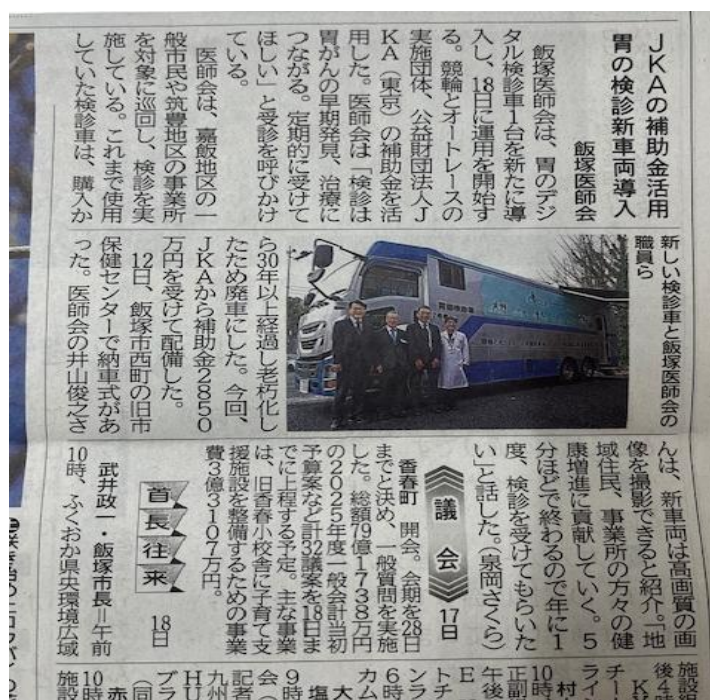 JKAの補助金活用
胃の検診新車両導入
飯塚医師会
飯塚医師会は、胃のデジ
タル検診車1台を新たに導
入し、18日に運用を開始す
る。競輪とオートレースの
実施団体、公益財団法人J
KA(東京)の補助金を活
用した。医師会は「検診は
胃がんの早期発見、治療に
つながる。定期的に受けて
ほしい」と受診を呼びかけ
ている。
医師会は、嘉飯地区の一
般市民や筑豊地区の事業所
を対象に巡回し、検診を実
施している。これまで使用
していた検診車は、購入か
ら30年以上経過し老朽化し
たため廃車にした。今回、
JKAから補助金2850
万円を受けて配備した。
12日、飯塚市西町の旧市
保健センターで納車式があ
った。医師会の井山俊之さ
新しい検診車と飯塚医師会の
職員ら
んは、新車両は高画質の画
像を撮影できると紹介。「地
域住民、事業所の方々の健
康増進に貢献していく。5
分ほどで終わるので年に1
度、検診を受けてもらいた
い」と話した。(泉岡さくら)
議会
17日
香春町 開会。会期を28日
までと決め、一般質問を実施
した。総額79億1738万円
の2025年度一般会計当初
予算案など計32議案を18日ま
でに上程する予定。主な事業
は、旧香春小校舎に子育て支
援施設を整備するための事業
費3億3107万円。
首長往来
18日
武井政一・飯塚市長=午前
10時、ふくおか県央環境広域